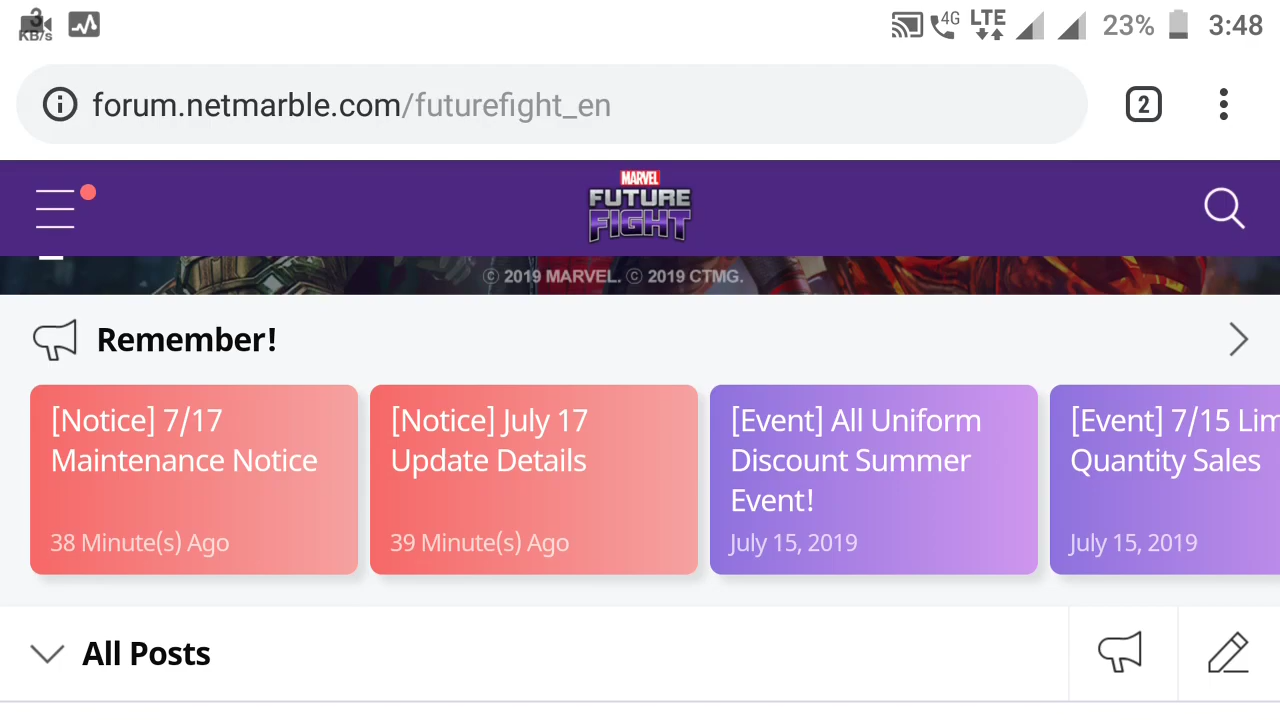 3
KB/s
4G
LTE
23%
3:48
forum.netmarble.com/futurefight_en
2
MARVEL
FUTURE
FIGHT
© 2019 MARVEL. © 2019 CTMG.
Remember!
[Notice] 7/17
Maintenance Notice
38 Minute(s) Ago
[Notice] July 17
Update Details
39 Minute(s) Ago
[Event] All Uniform
Discount Summer
Event!
July 15, 2019
[Event] 7/15 Lim
Quantity Sales
July 15, 2019
All Posts